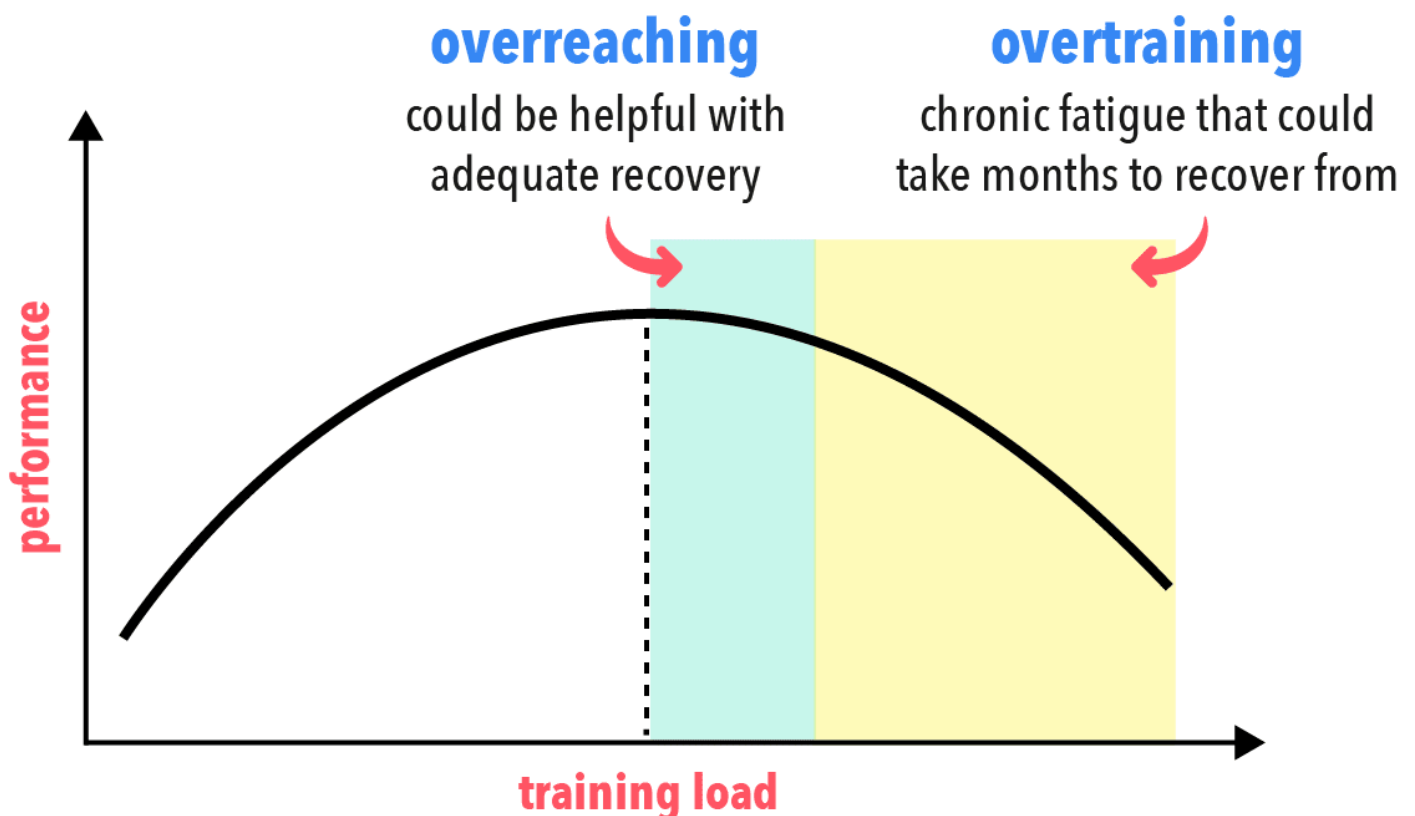 overreaching
could be helpful with
adequate recovery
overtraining
chronic fatigue that could
take months to recover from
performance
training load